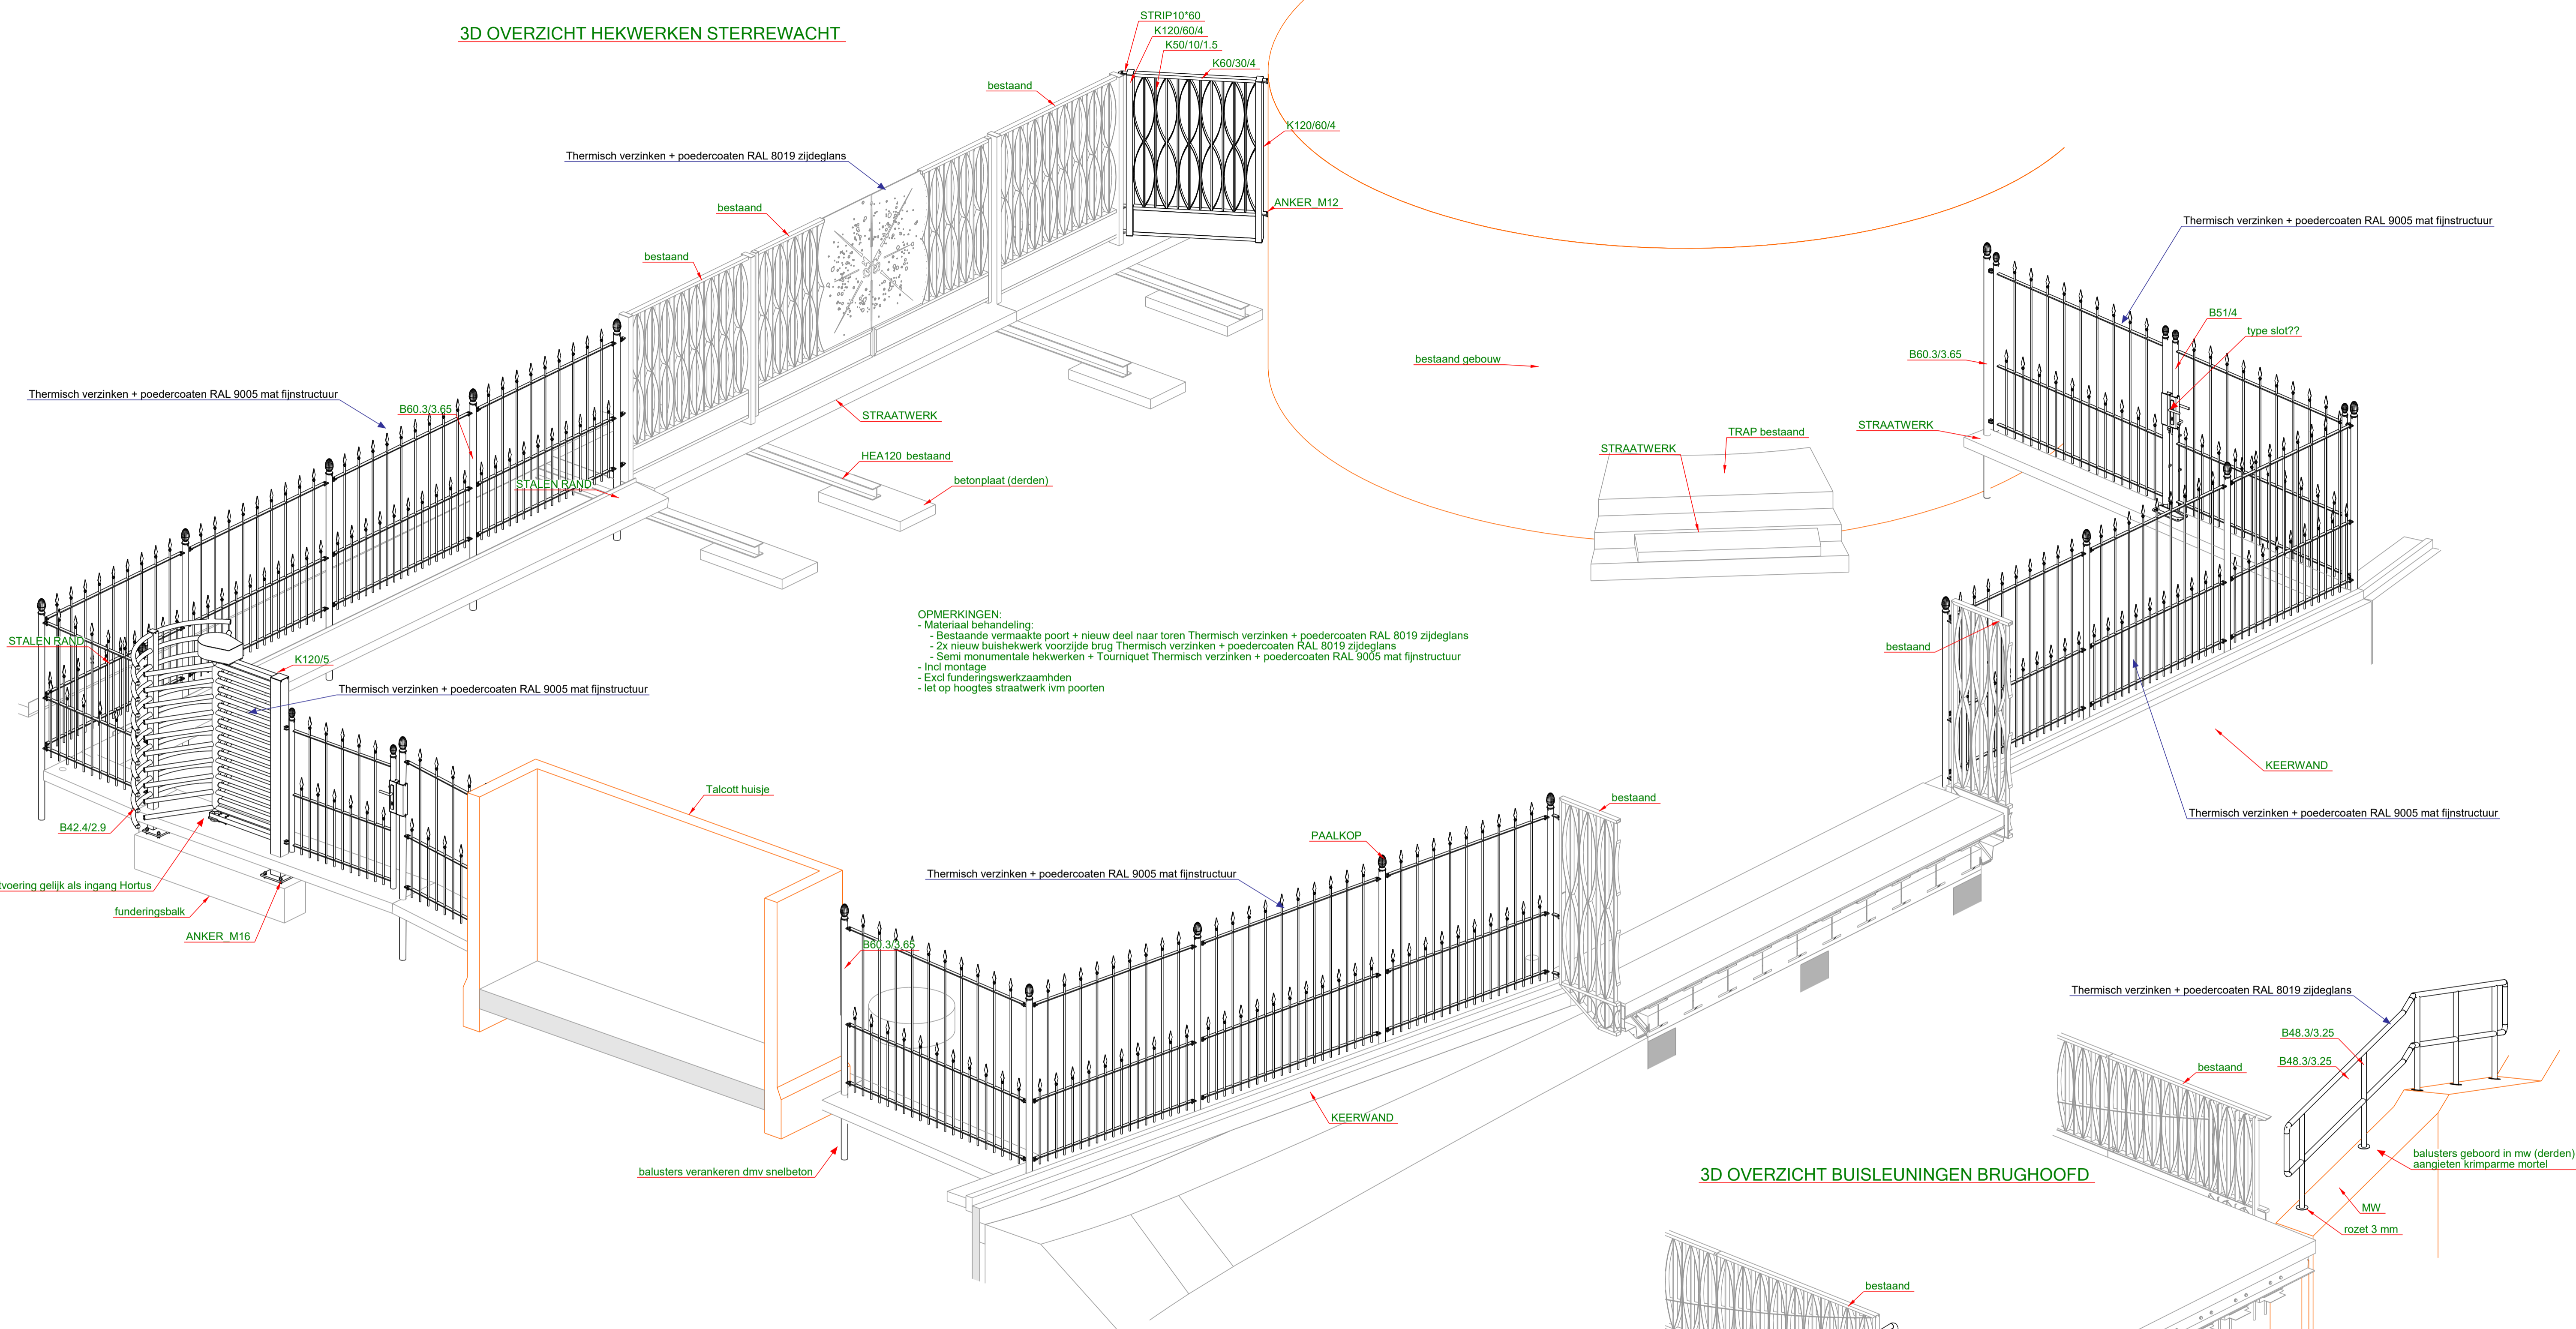 3D OVERZICHT HEKWERKEN STERREWACHT
STRIP10*60
K120/60/4
K50/10/1.5
K60/30/4
bestaand
K120/60/4
Thermisch verzinken + poedercoaten RAL 8019 zijdeglans
ANKER_M12
bestaand
bestaand
Thermisch verzinken + poedercoaten RAL 9005 mat fijnstructuur
B51/4
type slot??
B60.3/3.65
bestaand gebouw
Thermisch verzinken + poedercoaten RAL 9005 mat fijnstructuur
B60.3/3.65
STRAATWERK
STRAATWERK
TRAP bestaand
STRAATWERK
HEA120 bestaand
STALEN RAND
betonplaat (derden)
OPMERKINGEN:
- Materiaal behandeling:
- Bestaande vermaakte poort + nieuw deel naar toren Thermisch verzinken + poedercoaten RAL 8019 zijdeglans
- 2x nieuw buishekwerk voorzijde brug Thermisch verzinken + poedercoaten RAL 8019 zijdeglans
- Semi monumentale hekwerken + Tourniquet Thermisch verzinken + poedercoaten RAL 9005 mat fijnstructuur
- Incl montage
- Excl funderingswerkzaamhden
- let op hoogtes straatwerk ivm poorten
STALEN RAND
K120/5
bestaand
Thermisch verzinken + poedercoaten RAL 9005 mat fijnstructuur
KEERWAND
Talcott huisje
bestaand
Thermisch verzinken + poedercoaten RAL 9005 mat fijnstructuur
B42.4/2.9
PAALKOP
Thermisch verzinken + poedercoaten RAL 9005 mat fijnstructuur
tvoering gelijk als ingang Hortus
funderingsbalk
ANKER_M16
B60.3/3.65
Thermisch verzinken + poedercoaten RAL 8019 zijdeglans
B48.3/3.25
B48.3/3.25
bestaand
KEERWAND
balusters verankeren dmv snelbeton
3D OVERZICHT BUISLEUNINGEN BRUGHOOFD
balusters geboord in mw (derden)
aangieten krimparme mortel
MW
rozet 3 mm
bestaand